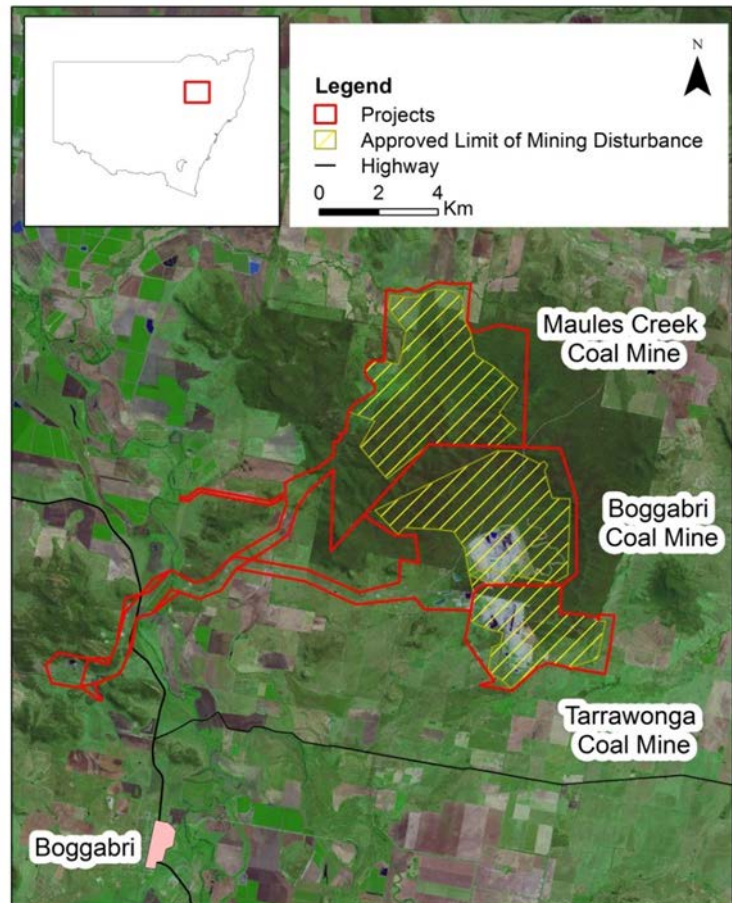 N
Legend
Projects
Approved Limit of Mining Disturbance
Highway
0 2 4
Km
Maules Creek
Coal Mine
Boggabri
Coal Mine
Tarrawonga
Coal Mine
Boggabri